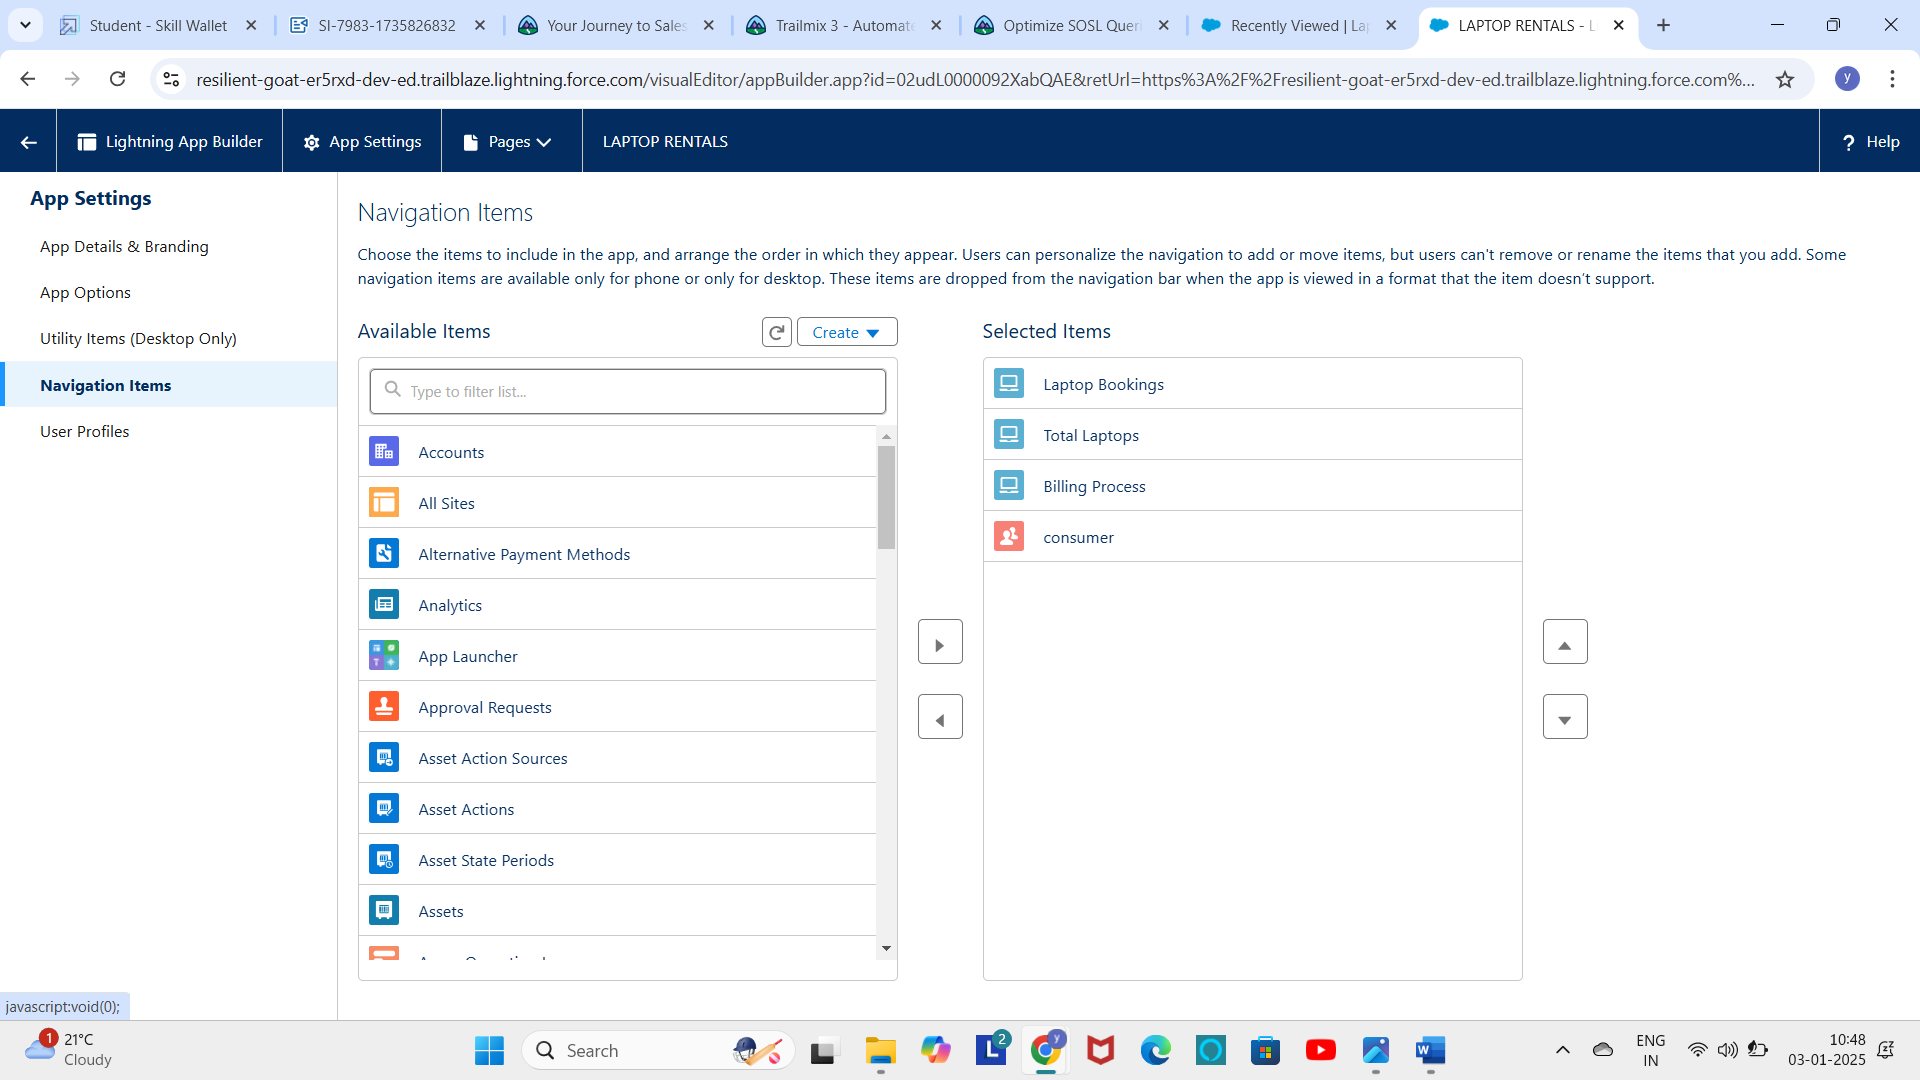 Student - Skill Wallet
SI-7983-1735826832
Your Journey to Sales
Trailmix 3 - Automate
Optimize SOSL Queri
Recently Viewed | Lap
LAPTOP RENTALS - L
resilient-goat-er5rxd-dev-ed.trailblaze.lightning.force.com/visualEditor/appBuilder.app?id=02udL0000092XabQAE&retUrl=https%3A%2F%2Fresilient-goat-er5rxd-dev-ed.trailblaze.lightning.force.com%...
y
Lightning App Builder
App Settings
Pages
LAPTOP RENTALS
? Help
App Settings
App Details & Branding
App Options
Utility Items (Desktop Only)
Navigation Items
User Profiles
Navigation Items
Choose the items to include in the app, and arrange the order in which they appear. Users can personalize the navigation to add or move items, but users can't remove or rename the items that you add. Some
navigation items are available only for phone or only for desktop. These items are dropped from the navigation bar when the app is viewed in a format that the item doesn’t support.
Available Items
Create
Type to filter list...
Accounts
All Sites
Alternative Payment Methods
Analytics
App Launcher
Approval Requests
Asset Action Sources
Asset Actions
Asset State Periods
Assets
Selected Items
Laptop Bookings
Total Laptops
Billing Process
consumer
javascript:void(0);
1
21°C
Cloudy
Search
L
2
y
W
ENG
IN
10:48
03-01-2025